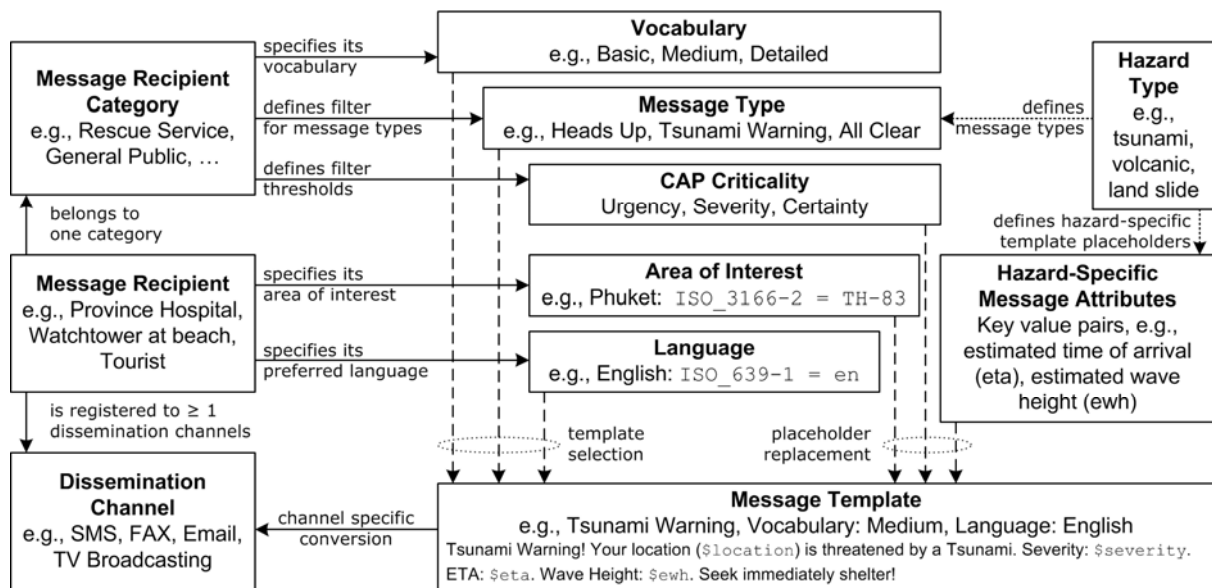 Vocabulary
e.g., Basic, Medium, Detailed
specifies its
vocabulary
Message Recipient
Category
e.g., Rescue Service,
General Public, …
defines filter
for message types
Message Type
e.g., Heads Up, Tsunami Warning, All Clear
defines
message types
Hazard
Type
e.g.,
tsunami,
volcanic,
land slide
defines filter
thresholds
CAP Criticality
Urgency, Severity, Certainty
belongs to
one category
defines hazard-specific
template placeholders
Message Recipient
e.g., Province Hospital,
Watchtower at beach,
Tourist
specifies its
area of interest
Area of Interest
e.g., Phuket: ISO_3166-2 = TH-83
Hazard-Specific
Message Attributes
Key value pairs, e.g.,
estimated time of arrival
(eta), estimated wave
height (ewh)
specifies its
preferred language
Language
e.g., English: ISO_639-1 = en
is registered to ≥ 1
dissemination channels
template
selection
placeholder
replacement
Dissemination
Channel
e.g., SMS, FAX, Email,
TV Broadcasting
channel specific
conversion
Message Template
e.g., Tsunami Warning, Vocabulary: Medium, Language: English
Tsunami Warning! Your location ($location) is threatened by a Tsunami. Severity: $severity.
ETA: $eta. Wave Height: $ewh. Seek immediately shelter!